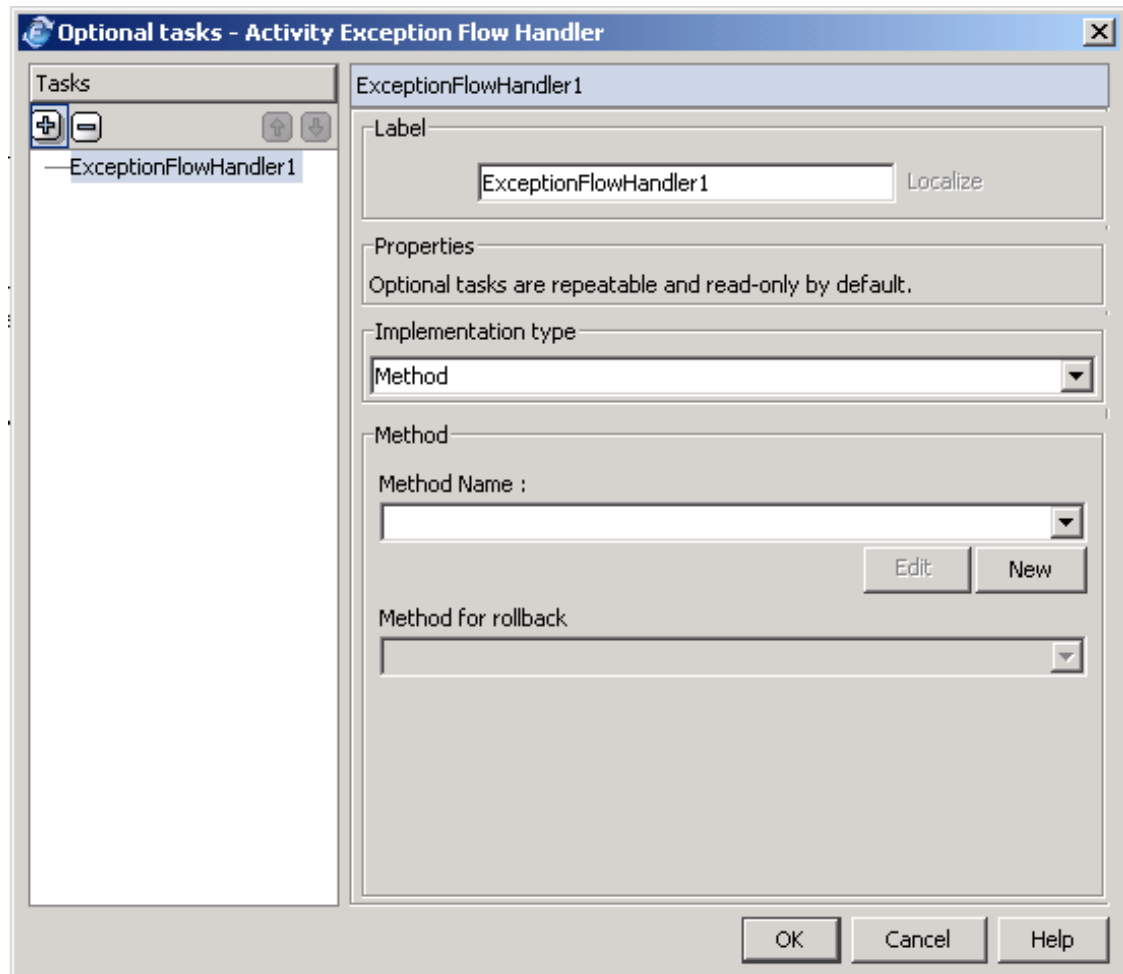 Optional tasks - Activity Exception Flow Handler
Tasks
ExceptionFlowHandler1
ExceptionFlowHandler1
Label
ExceptionFlowHandler1 Localize
Properties
Optional tasks are repeatable and read-only by default.
Implementation type
Method
Method
Method Name :
Edit New
Method for rollback
OK Cancel Help